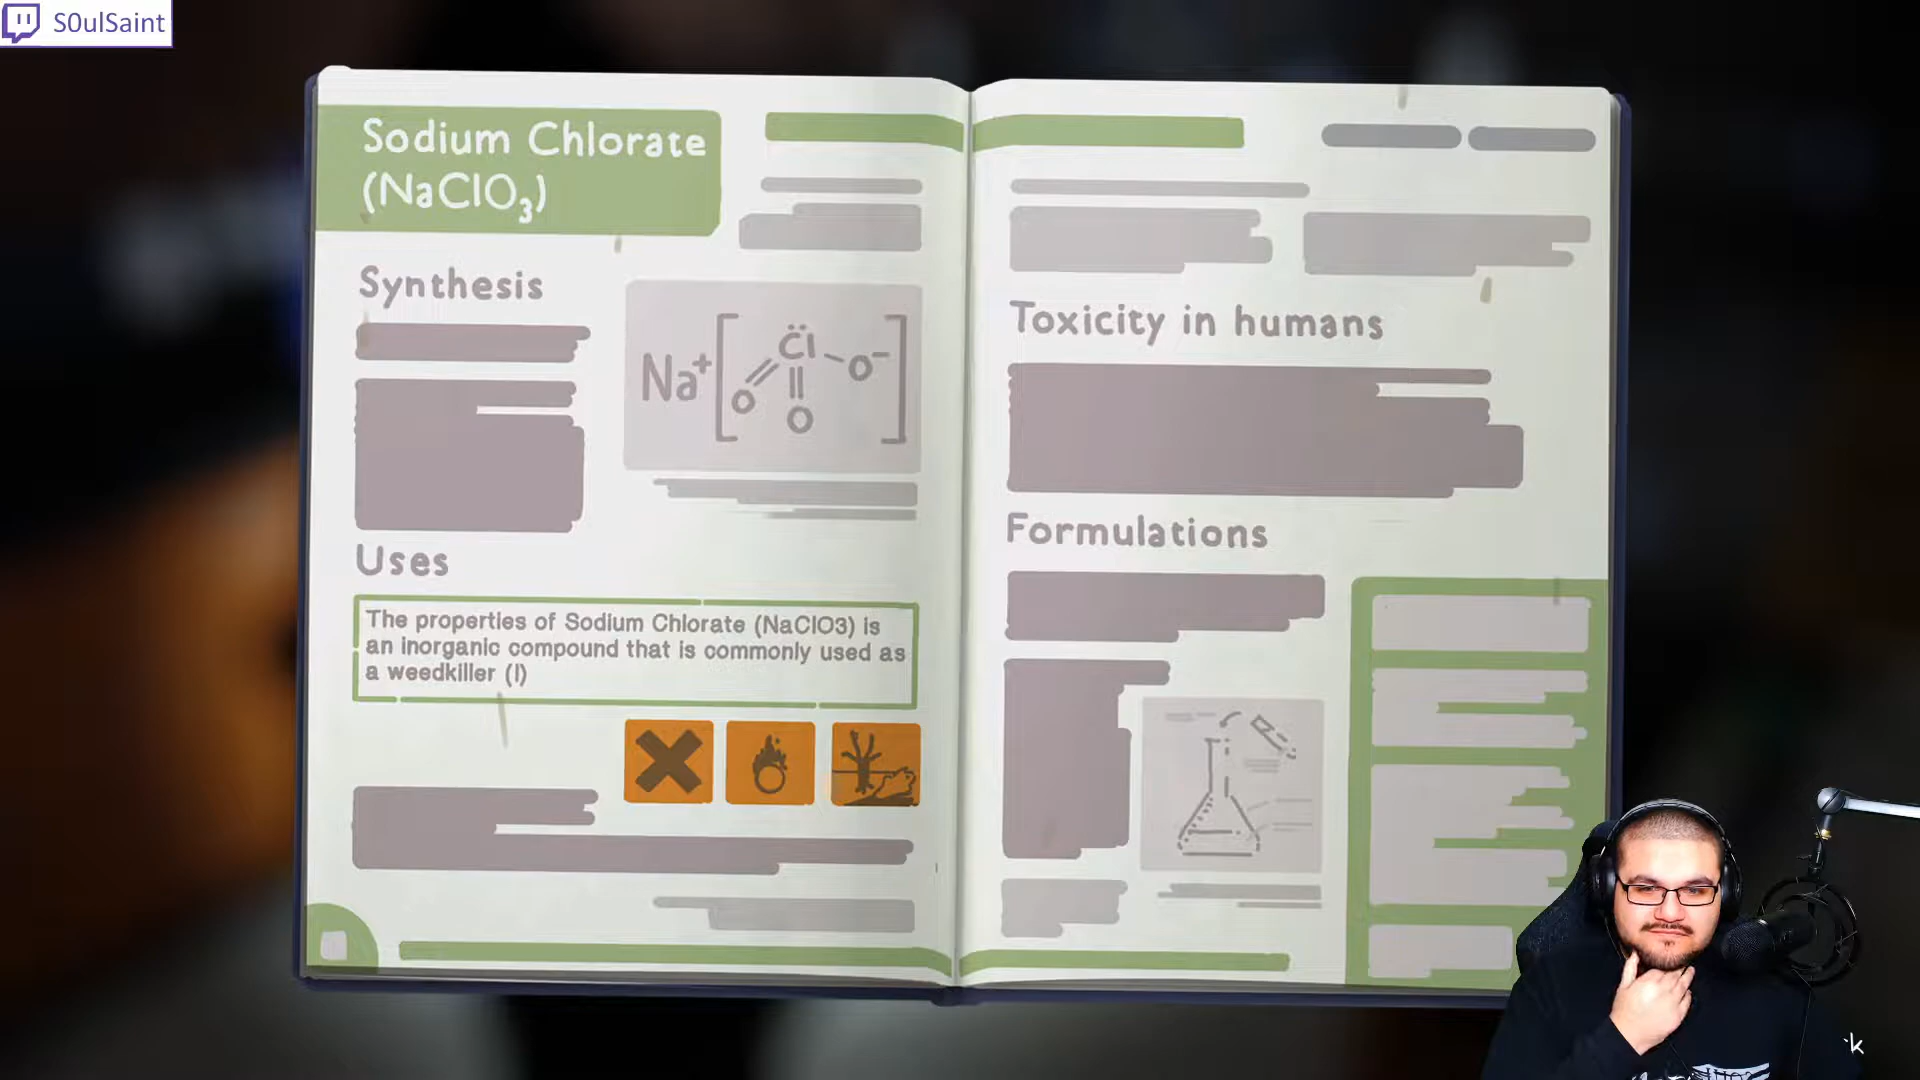 S0ulSaint
Sodium Chlorate
(NaClO3)
Synthesis
Na+ [O Cl O O−]
Uses
The properties of Sodium Chlorate (NaClO3) is
an inorganic compound that is commonly used as
a weedkiller (I)
Toxicity in humans
Formulations